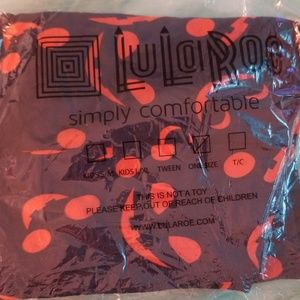 LuLaRoe
simply comfortable
KIDS S/M KIDS L/XL TWEEN ONE SIZE T/C
THIS IS NOT A TOY
PLEASE KEEP OUT OF REACH OF CHILDREN
WWW.LULAROE.COM